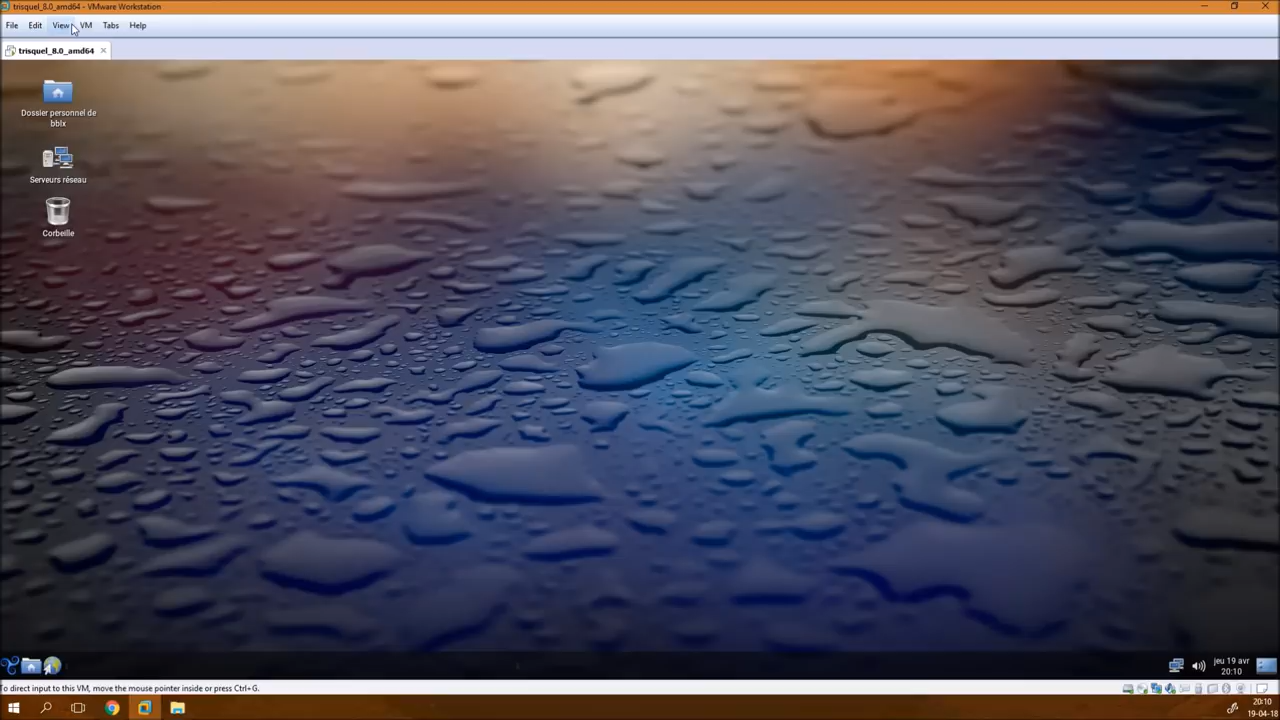 trisquel_8.0_amd64 - VMware Workstation
File Edit View VM Tabs Help
trisquel_8.0_amd64
Dossier personnel de
bblx
Serveurs réseau
Corbeille
jeu 19 avr
20:10
To direct input to this VM, move the mouse pointer inside or press Ctrl+G.
20:10
19-04-18